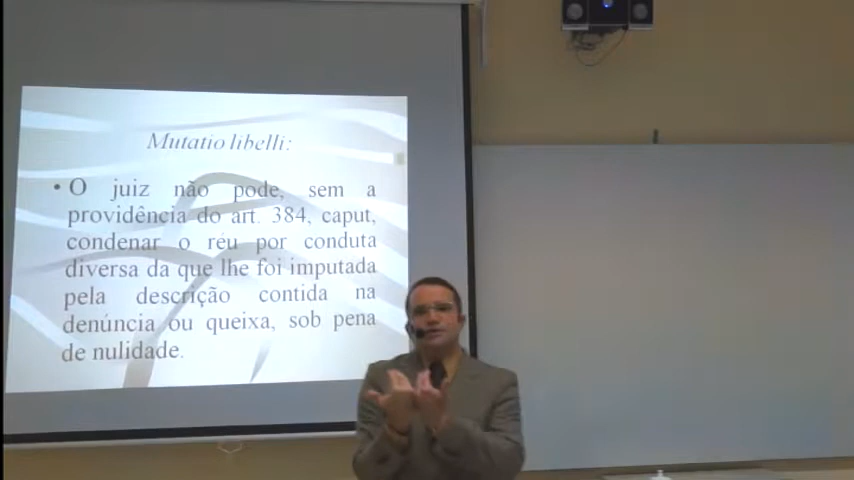 Mutatio libelli:
• O juiz não pode, sem a
providência do art. 384, caput,
condenar o réu por conduta
diversa da que lhe foi imputada
pela descrição contida na
denúncia ou queixa, sob pena
de nulidade.